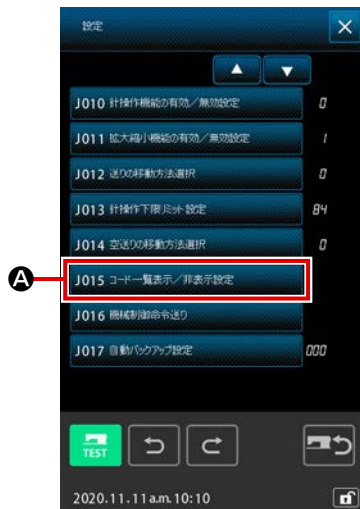 設定
J010 針操作機能の有効／無効設定 0
J011 拡大縮小機能の有効／無効設定 1
J012 送りの移動方法選択 0
J013 針操作下限リミット設定 84
J014 空送りの移動方法選択 0
A
J015 コード一覧表示／非表示設定
J016 機械制御命令送り
J017 自動バックアップ設定 000
TEST
2020.11.11 a.m.10:10